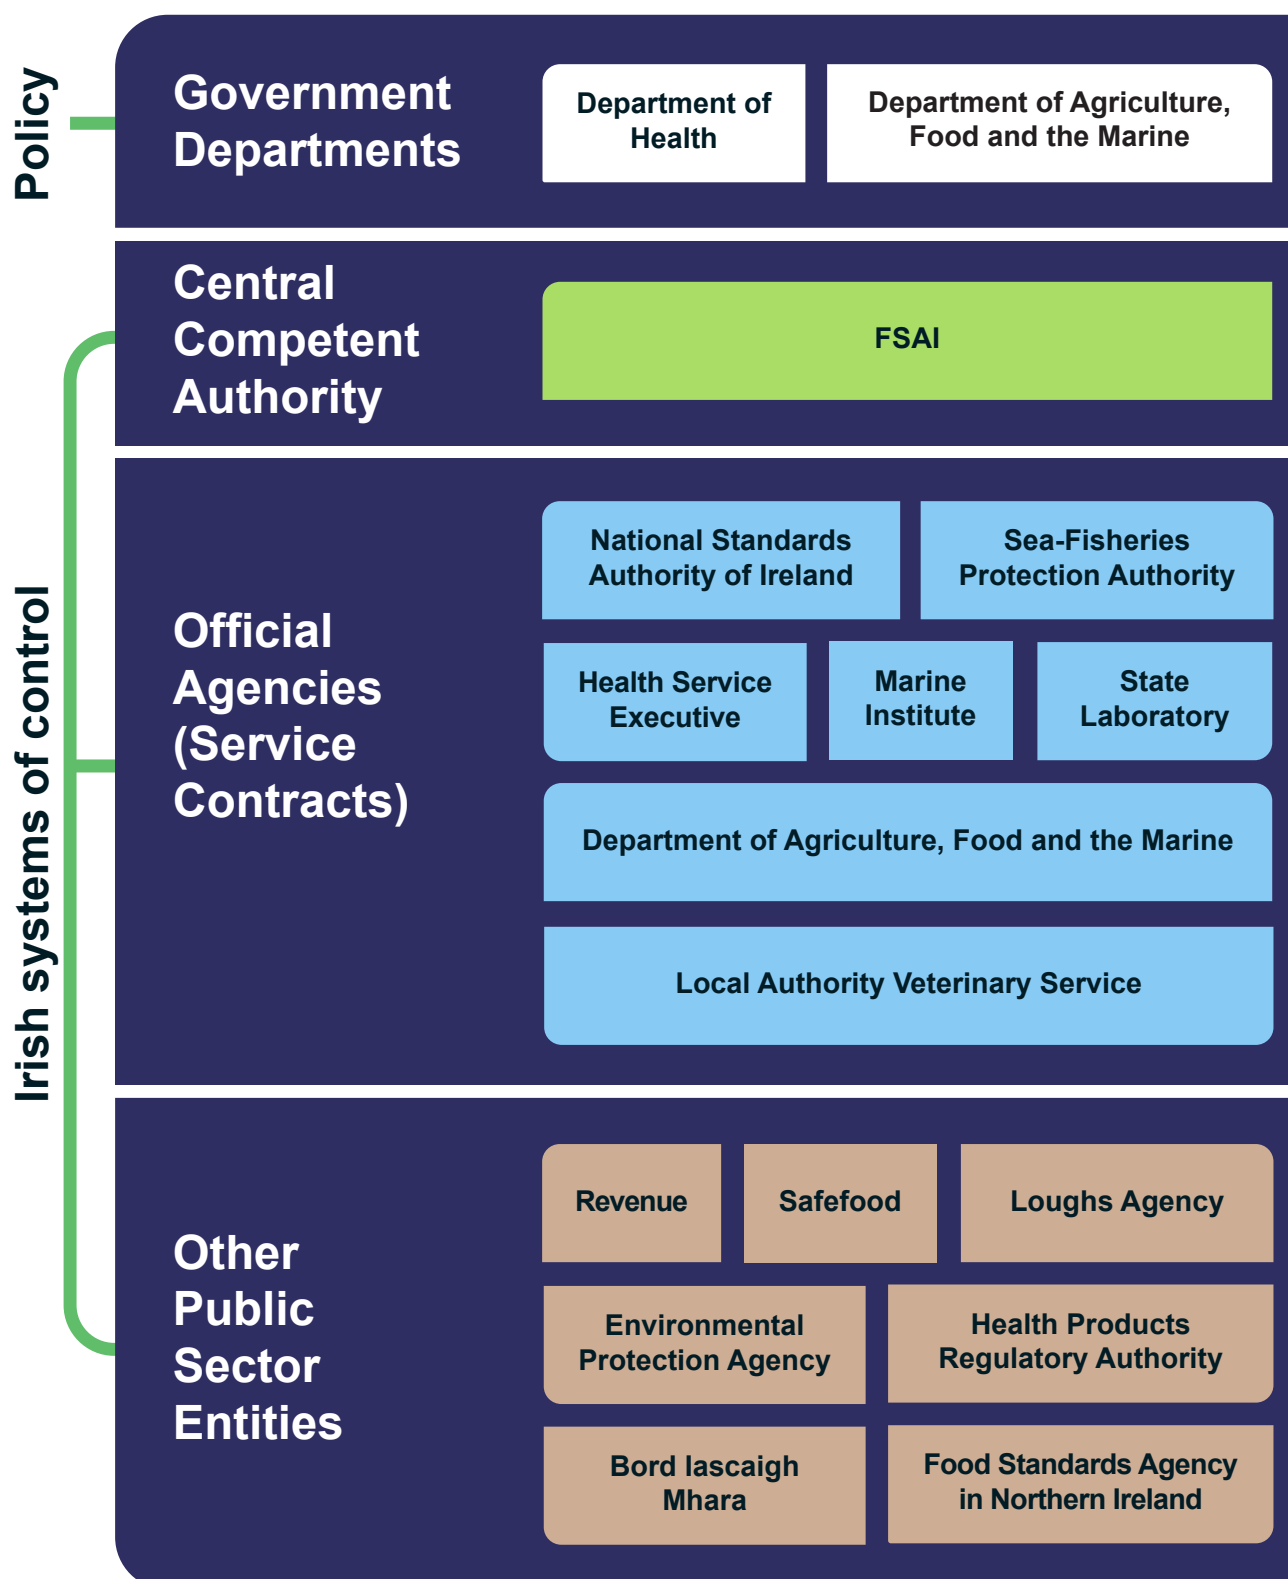 Policy
Government
Departments
Department of
Health
Department of Agriculture,
Food and the Marine
Irish systems of control
Central
Competent
Authority
FSAI
Official
Agencies
(Service
Contracts)
National Standards
Authority of Ireland
Sea-Fisheries
Protection Authority
Health Service
Executive
Marine
Institute
State
Laboratory
Department of Agriculture, Food and the Marine
Local Authority Veterinary Service
Other
Public
Sector
Entities
Revenue
Safefood
Loughs Agency
Environmental
Protection Agency
Health Products
Regulatory Authority
Bord Iascaigh
Mhara
Food Standards Agency
in Northern Ireland